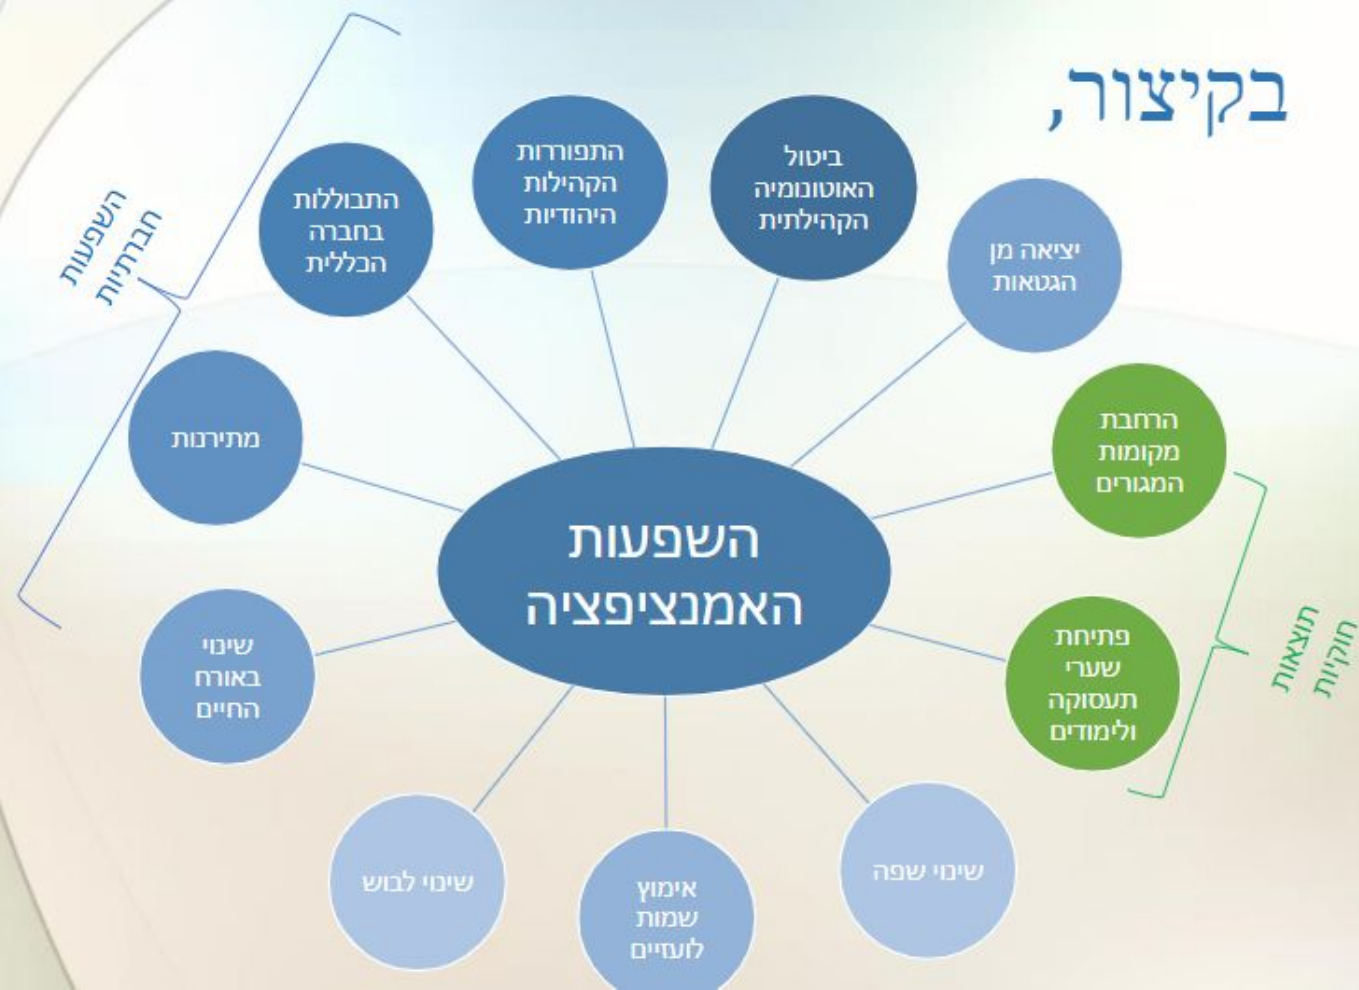 בקיצור,
השפעות
האמנציפציה
ביטול
האוטונומיה
הקהילתית
יציאה מן
הגטאות
הרחבת
מקומות
המגורים
פתיחת
שערי
תעסוקה
ולימודים
תוצאות
חוקיות
שינוי שפה
אימוץ
שמות
לועזיים
שינוי לבוש
שינוי
באורח
החיים
מתירנות
התבוללות
בחברה
הכללית
התפוררות
הקהילות
היהודיות
השפעות
חברתיות